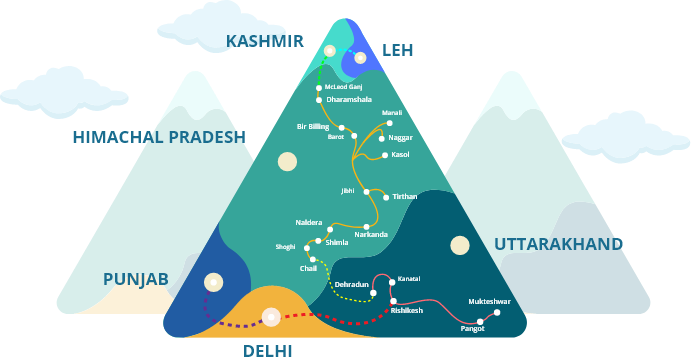 KASHMIR
LEH
McLeod Ganj
Dharamshala
Manali
Bir Billing
Barot
Naggar
HIMACHAL PRADESH
Kasol
Jibhi
Tirthan
Naldera
Narkanda
Shimla
Shoghi
UTTARAKHAND
Chail
PUNJAB
Kanatal
Dehradun
Mukteshwar
Rishikesh
Pangot
DELHI